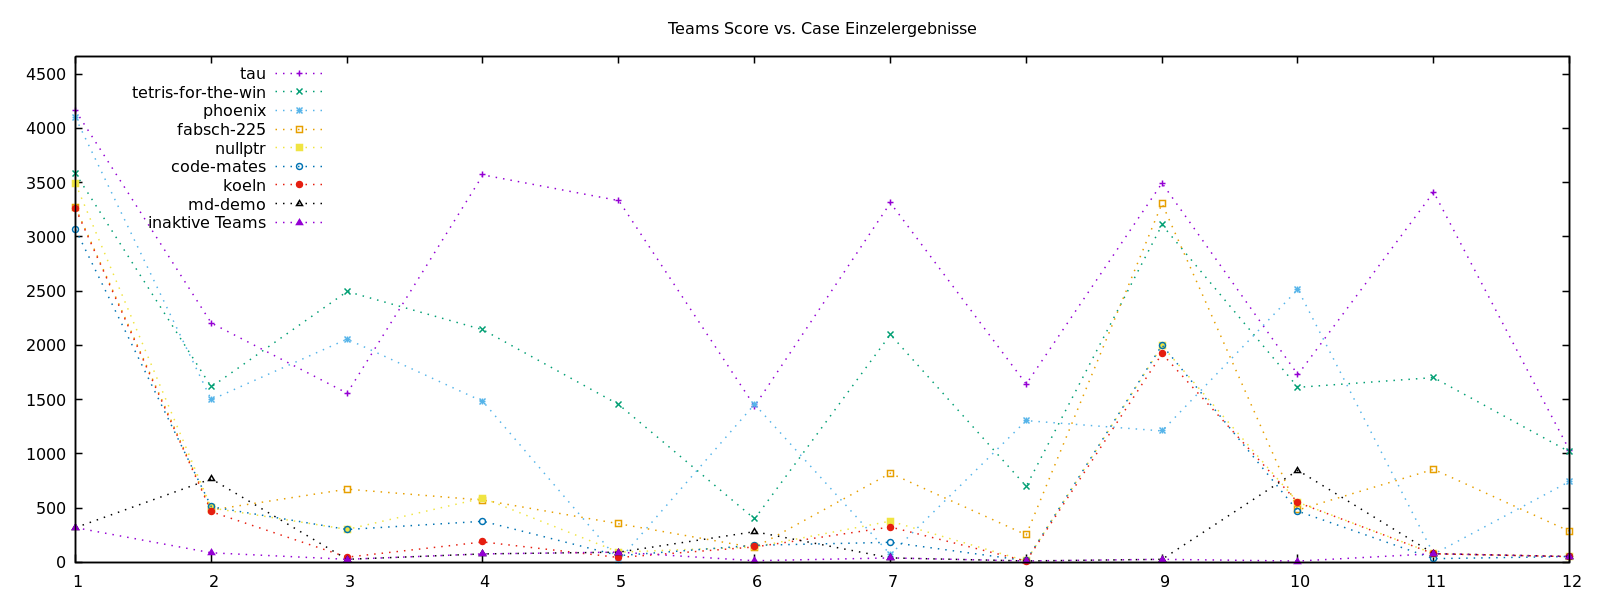 Teams Score vs. Case Einzelergebnisse
4500
4000
3500
3000
2500
2000
1500
1000
500
0
tau
tetris-for-the-win
phoenix
fabsch-225
nullptr
code-mates
koeln
md-demo
inaktive Teams
1 2 3 4 5 6 7 8 9 10 11 12